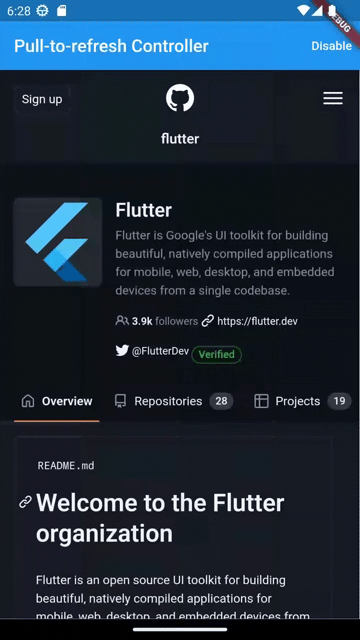 6:28
DEBUG
Pull-to-refresh Controller
Disable
Sign up
flutter
Flutter
Flutter is Google's UI toolkit for building
beautiful, natively compiled applications
for mobile, web, desktop, and embedded
devices from a single codebase.
3.9k followers https://flutter.dev
@FlutterDev Verified
Overview Repositories 28 Projects 19
README.md
Welcome to the Flutter
organization
Flutter is an open source UI toolkit for building
beautiful, natively compiled applications for
mobile, web, desktop, and embedded devices from